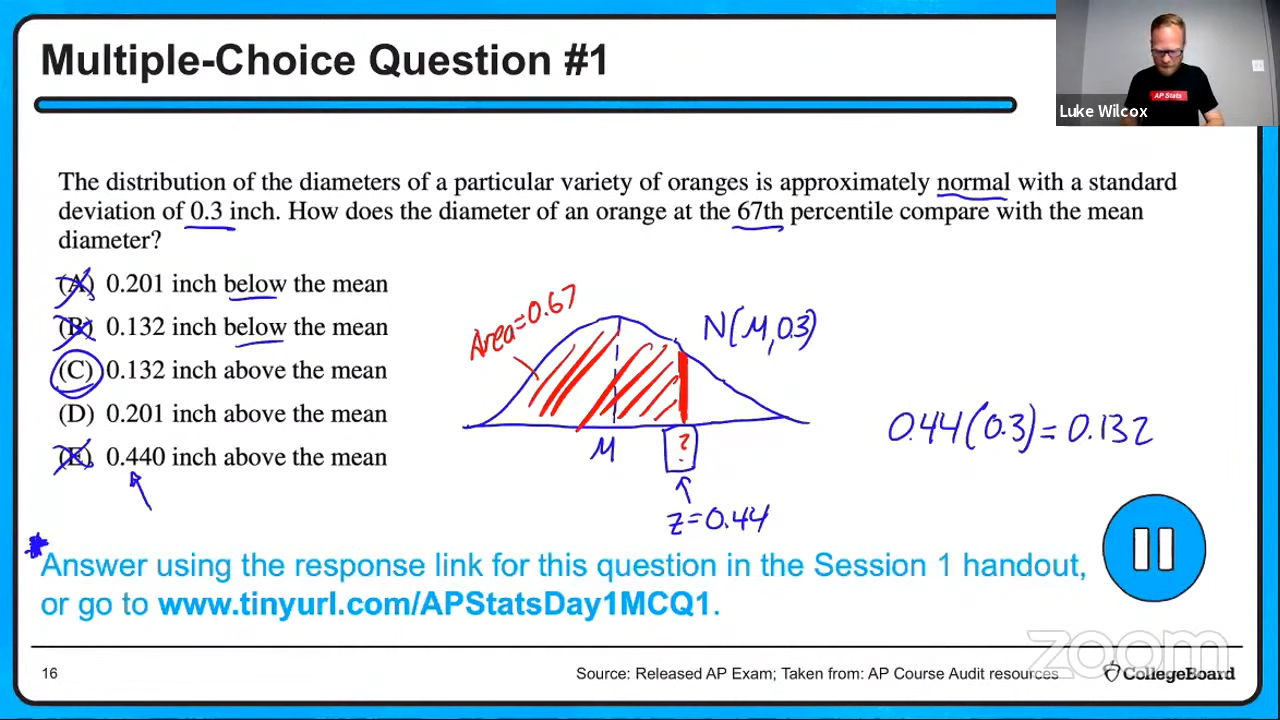 Multiple-Choice Question #1
AP Stats
Luke Wilcox
The distribution of the diameters of a particular variety of oranges is approximately normal with a standard
deviation of 0.3 inch. How does the diameter of an orange at the 67th percentile compare with the mean
diameter?
(A) 0.201 inch below the mean
(B) 0.132 inch below the mean
(C) 0.132 inch above the mean
(D) 0.201 inch above the mean
(E) 0.440 inch above the mean
Area=0.67
N(M,0.3)
M
?
z=0.44
0.44(0.3)=0.132
Answer using the response link for this question in the Session 1 handout,
or go to www.tinyurl.com/APStatsDay1MCQ1.
zoom
16
Source: Released AP Exam; Taken from: AP Course Audit resources
CollegeBoard